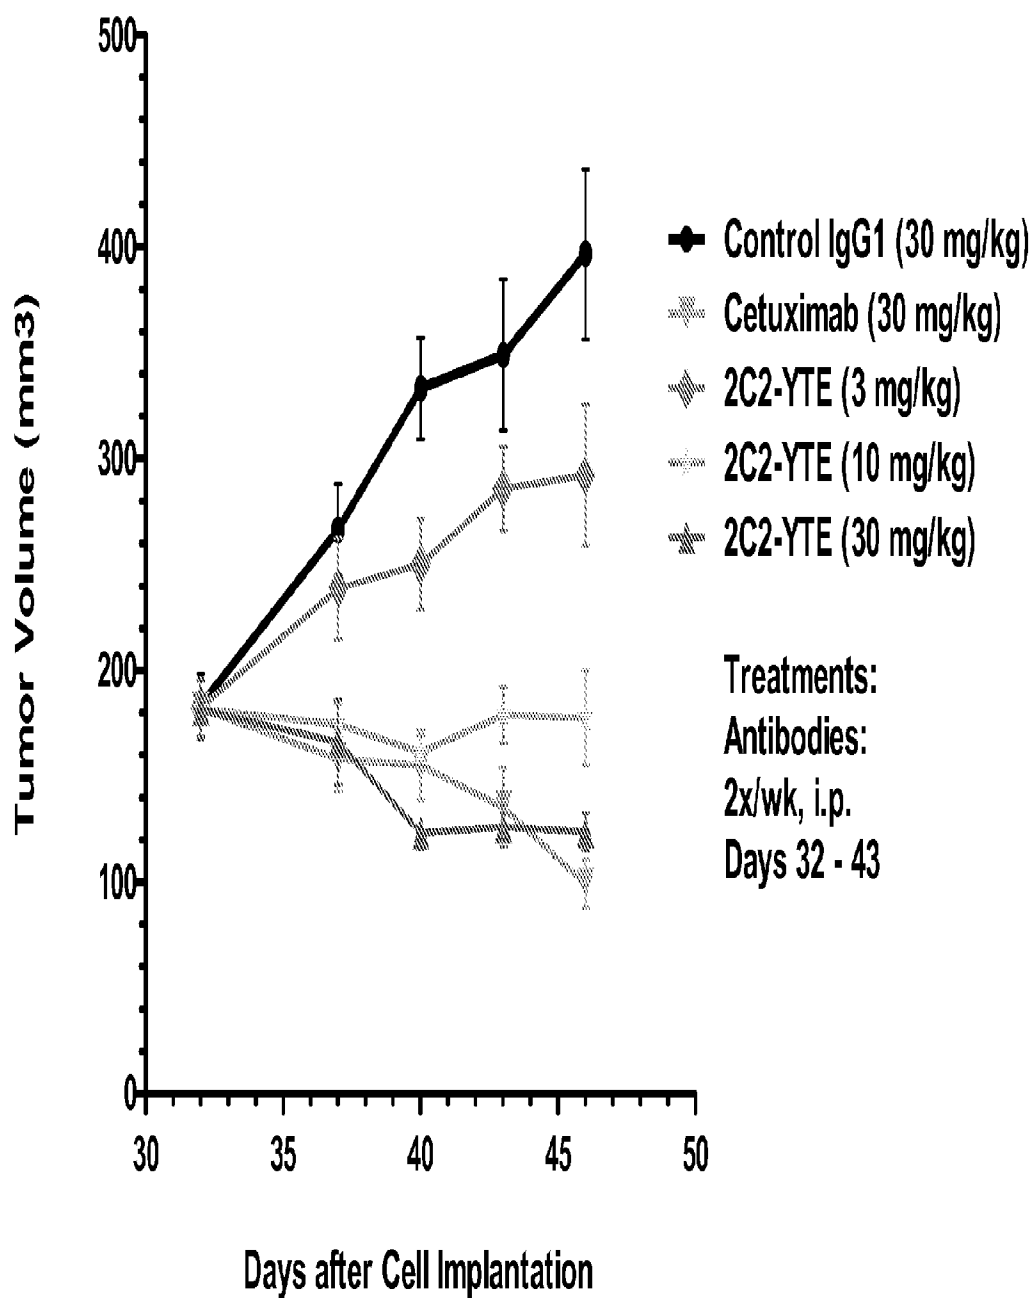 Tumor Volume (mm3)
500
400
300
200
100
0
30 35 40 45 50
Days after Cell Implantation
Control IgG1 (30 mg/kg)
Cetuximab (30 mg/kg)
2C2-YTE (3 mg/kg)
2C2-YTE (10 mg/kg)
2C2-YTE (30 mg/kg)
Treatments:
Antibodies:
2x/wk, i.p.
Days 32 - 43